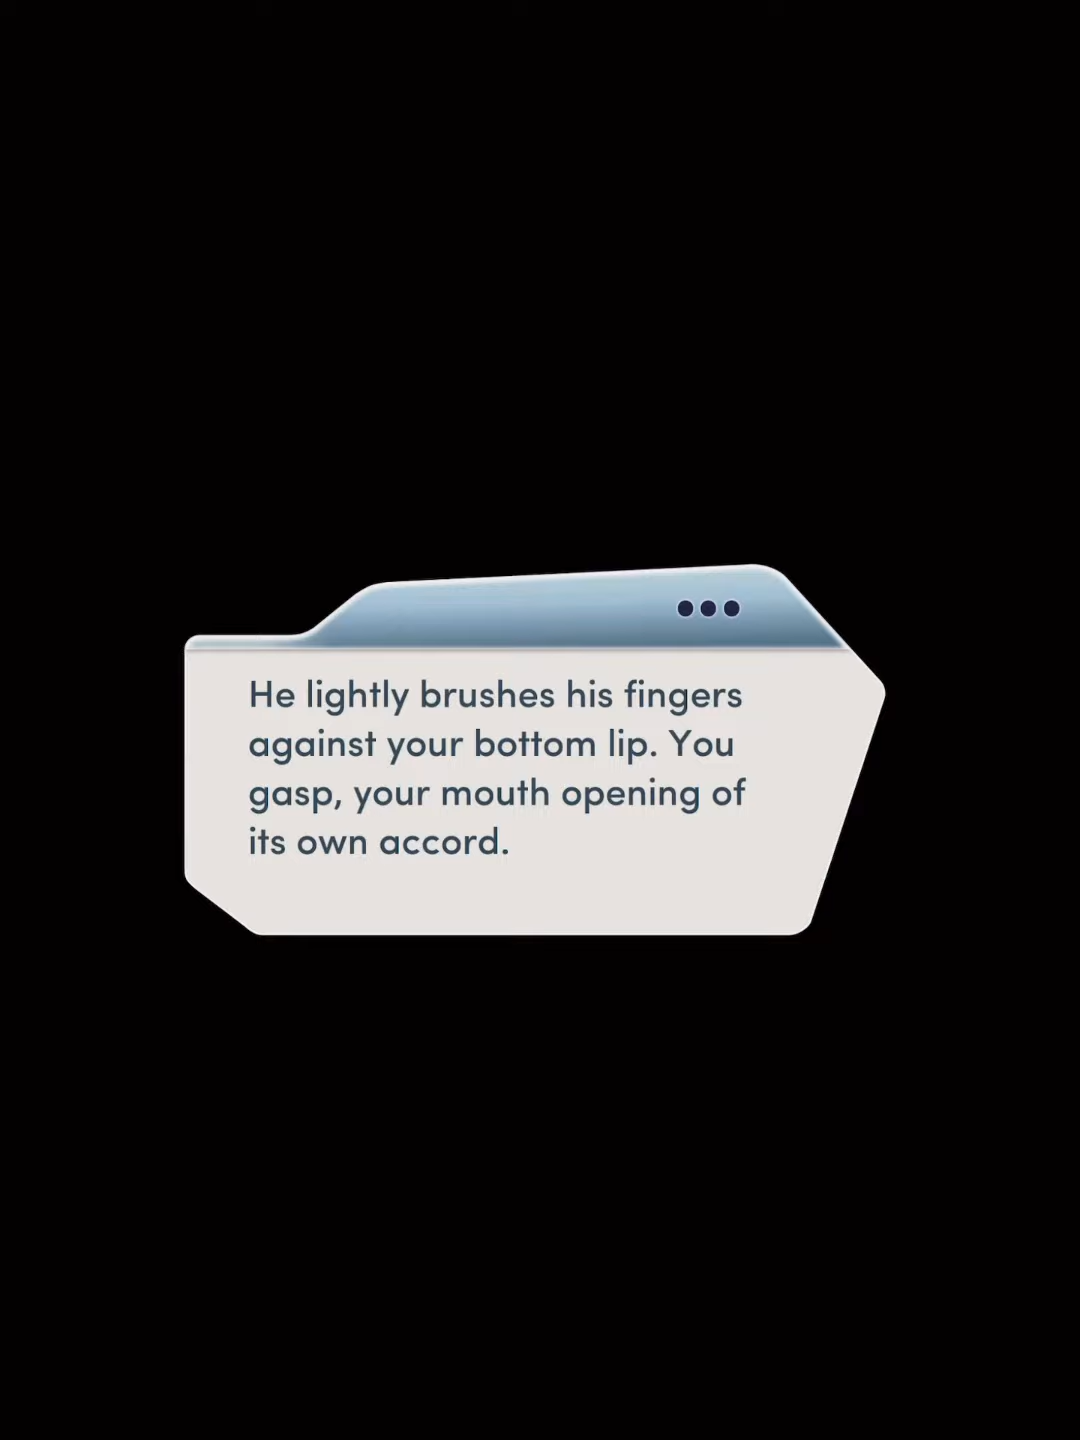 He lightly brushes his fingers
against your bottom lip. You
gasp, your mouth opening of
its own accord.